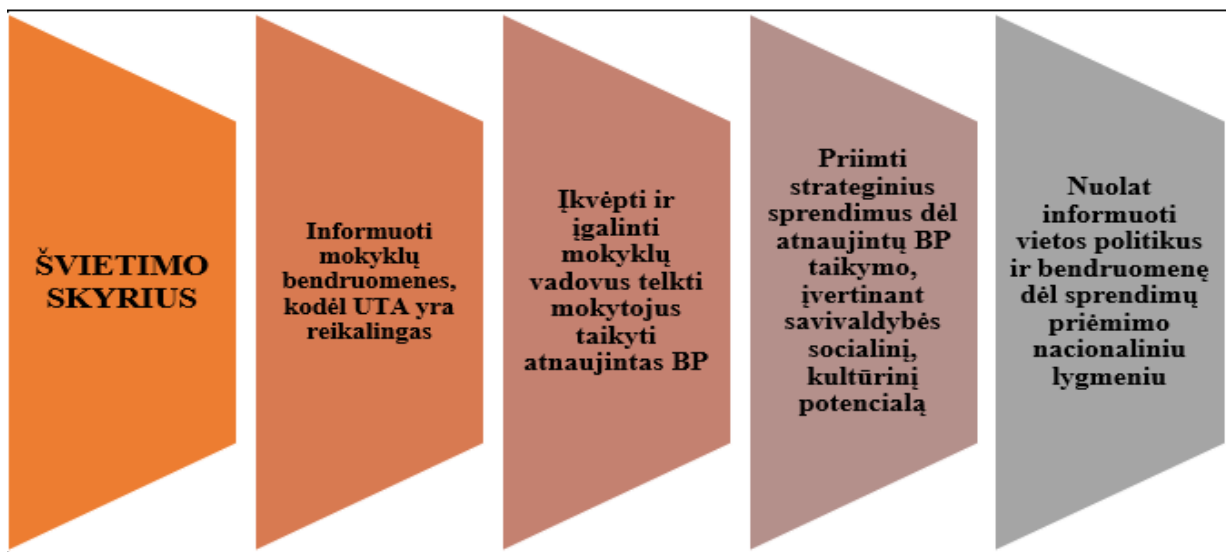 ŠVIETIMO
SKYRIUS
Informuoti
mokyklų
bendruomenes,
kodėl UTA yra
reikalingas
Įkvėpti ir
įgalinti
mokyklų
vadovus telkti
mokytojus
taikyti
atnaujintas BP
Priimti
strateginius
sprendimus dėl
atnaujintų BP
taikymo,
įvertinant
savivaldybės
socialinį,
kultūrinį
potencialą
Nuolat
informuoti
vietos politikus
ir bendruomenę
dėl sprendimų
priėmimo
nacionaliniu
lygmeniu